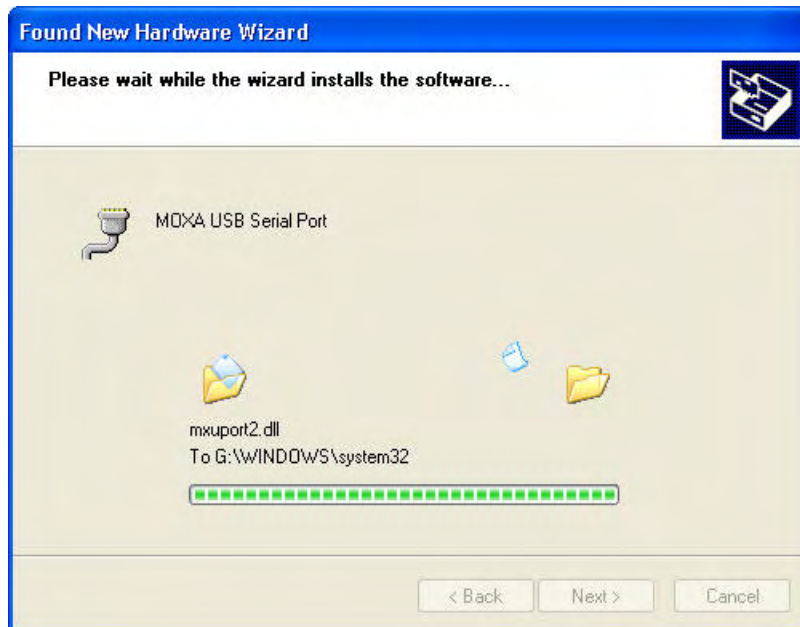 Found New Hardware Wizard
Please wait while the wizard installs the software...
MOXA USB Serial Port
mxuport2.dll
To G:\WINDOWS\system32
< Back Next > Cancel